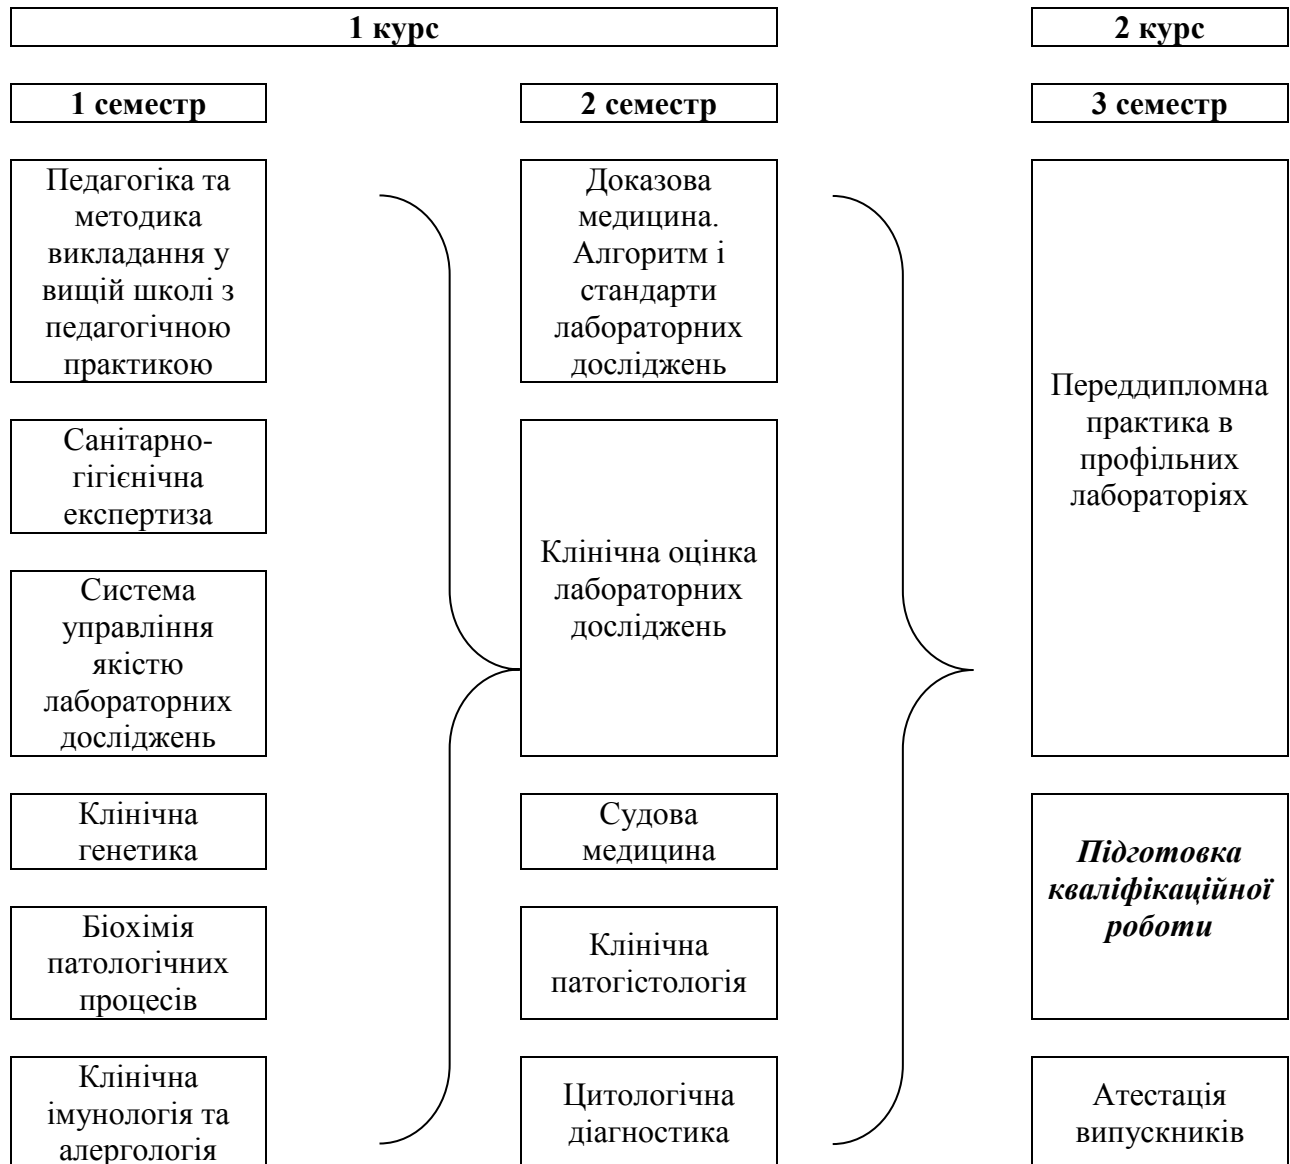 1 курс
2 курс
1 семестр
2 семестр
3 семестр
Педагогіка та
методика
викладання у
вищій школі з
педагогічною
практикою
Санітарно-
гігієнічна
експертиза
Система
управління
якістю
лабораторних
досліджень
Клінічна
генетика
Біохімія
патологічних
процесів
Клінічна
імунологія та
алергологія
Доказова
медицина.
Алгоритм і
стандарти
лабораторних
досліджень
Клінічна оцінка
лабораторних
досліджень
Судова
медицина
Клінічна
патогістологія
Цитологічна
діагностика
Переддипломна
практика в
профільних
лабораторіях
Підготовка
кваліфікаційної
роботи
Атестація
випускників